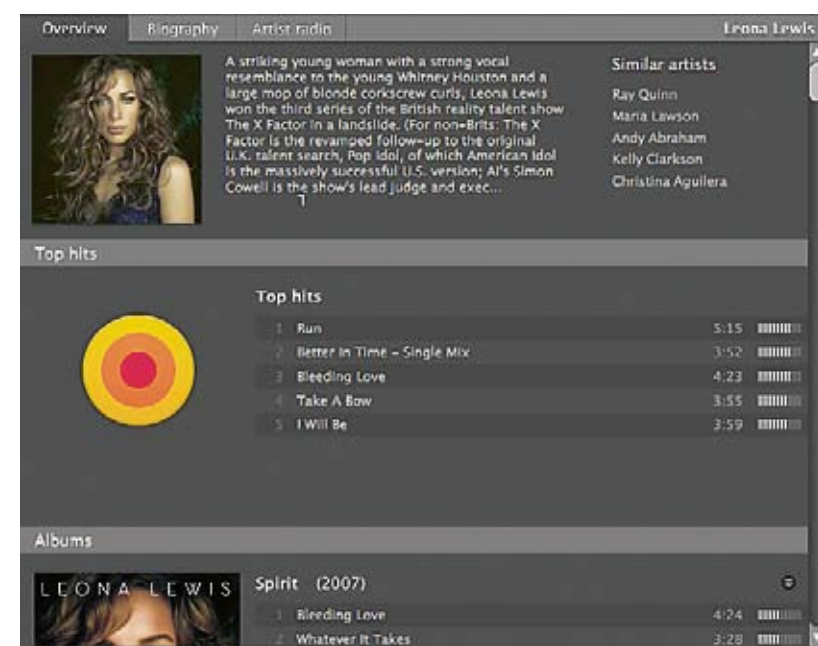 Overview Biography Artist radio Leona Lewis
A striking young woman with a strong vocal
resemblance to the young Whitney Houston and a
large mop of blonde corkscrew curls, Leona Lewis
won the third series of the British reality talent show
The X Factor in a landslide. (For non-Brits: The X
Factor is the revamped follow-up to the original
U.K. talent search, Pop Idol, of which American Idol
is the massively successful U.S. version; AI's Simon
Cowell is the show's lead judge and exec...
Similar artists
Ray Quinn
Maria Lawson
Andy Abraham
Kelly Clarkson
Christina Aguilera
Top hits
Top hits
1 Run 5:15
2 Better In Time - Single Mix 3:52
3 Bleeding Love 4:23
4 Take A Bow 3:55
5 I Will Be 3:59
Albums
LEONA LEWIS
Spirit (2007)
1 Bleeding Love 4:24
2 Whatever It Takes 3:28